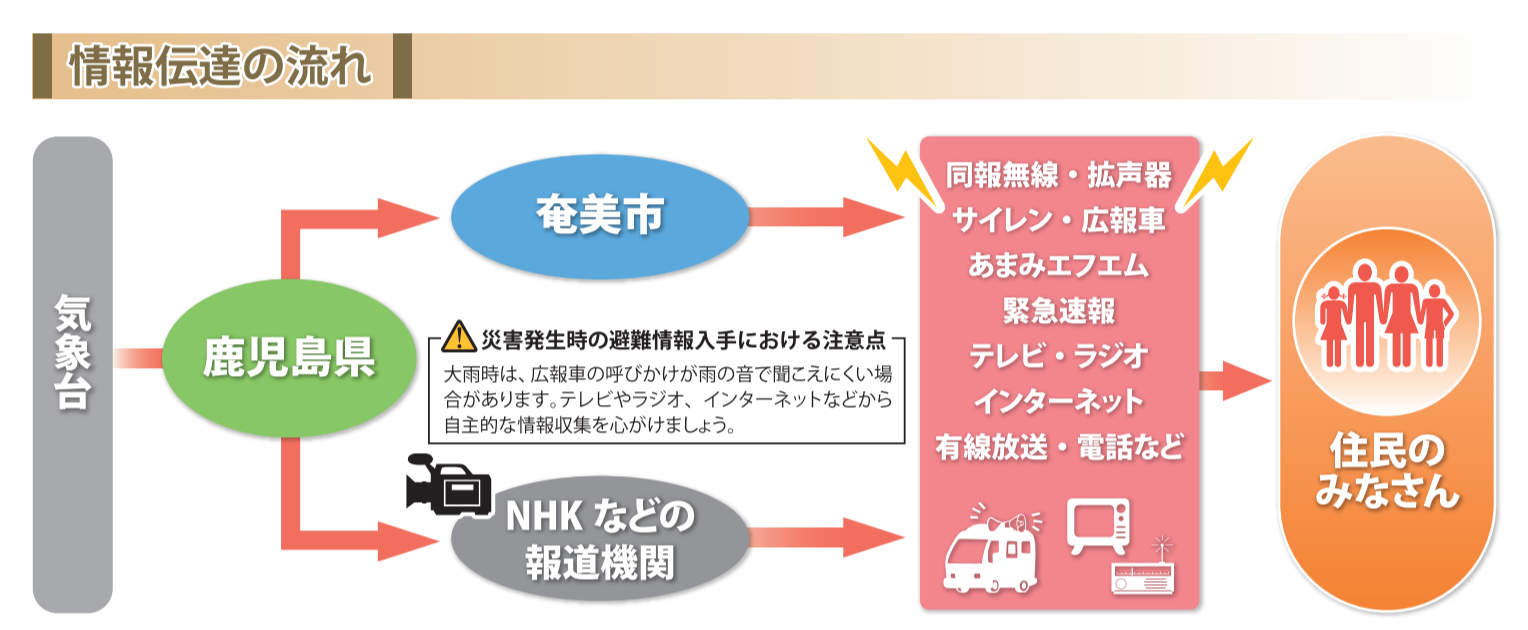 情報伝達の流れ
気象台
鹿児島県
奄美市
災害発生時の避難情報入手における注意点
大雨時は、広報車の呼びかけが雨の音で聞こえにくい場
合があります。テレビやラジオ、インターネットなどから
自主的な情報収集を心がけましょう。
NHK などの
報道機関
同報無線・拡声器
サイレン・広報車
あまみエフエム
緊急速報
テレビ・ラジオ
インターネット
有線放送・電話など
住民の
みなさん